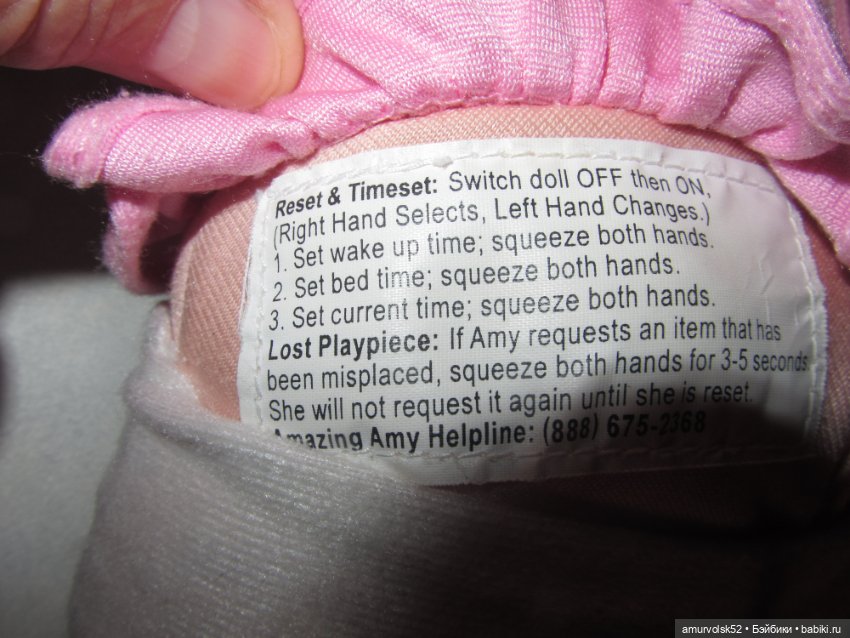 Reset & Timeset: Switch doll OFF then ON,
(Right Hand Selects, Left Hand Changes.)
1. Set wake up time; squeeze both hands.
2. Set bed time; squeeze both hands.
3. Set current time; squeeze both hands.
Lost Playpiece: If Amy requests an item that has
been misplaced, squeeze both hands for 3-5 seconds.
She will not request it again until she is reset.
Amazing Amy Helpline: (888) 675-2368
amurvolsk52 • Бэйбики • babiki.ru